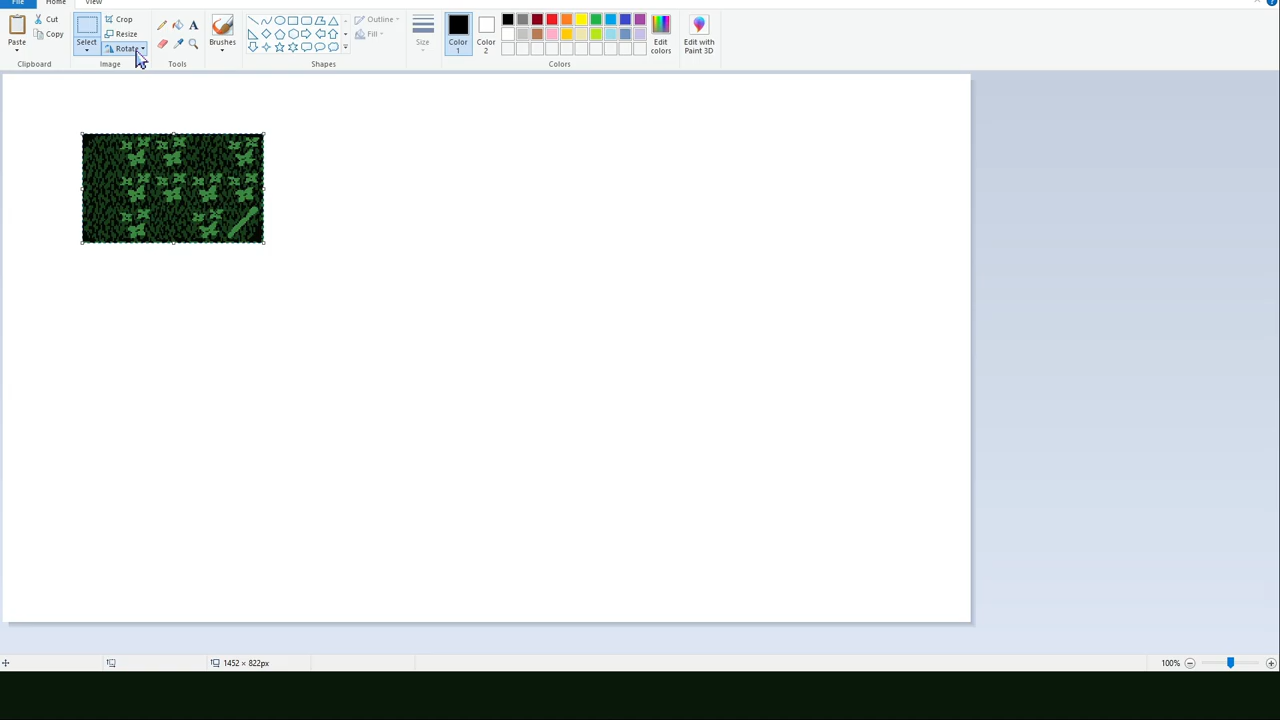 File Home View
Paste Cut Copy Clipboard
Select Crop Resize Rotate Image
A Tools
Brushes
Outline Fill Shapes
Size
Color 1 Color 2 Edit colors Colors
Edit with Paint 3D
1452 × 822px 100%